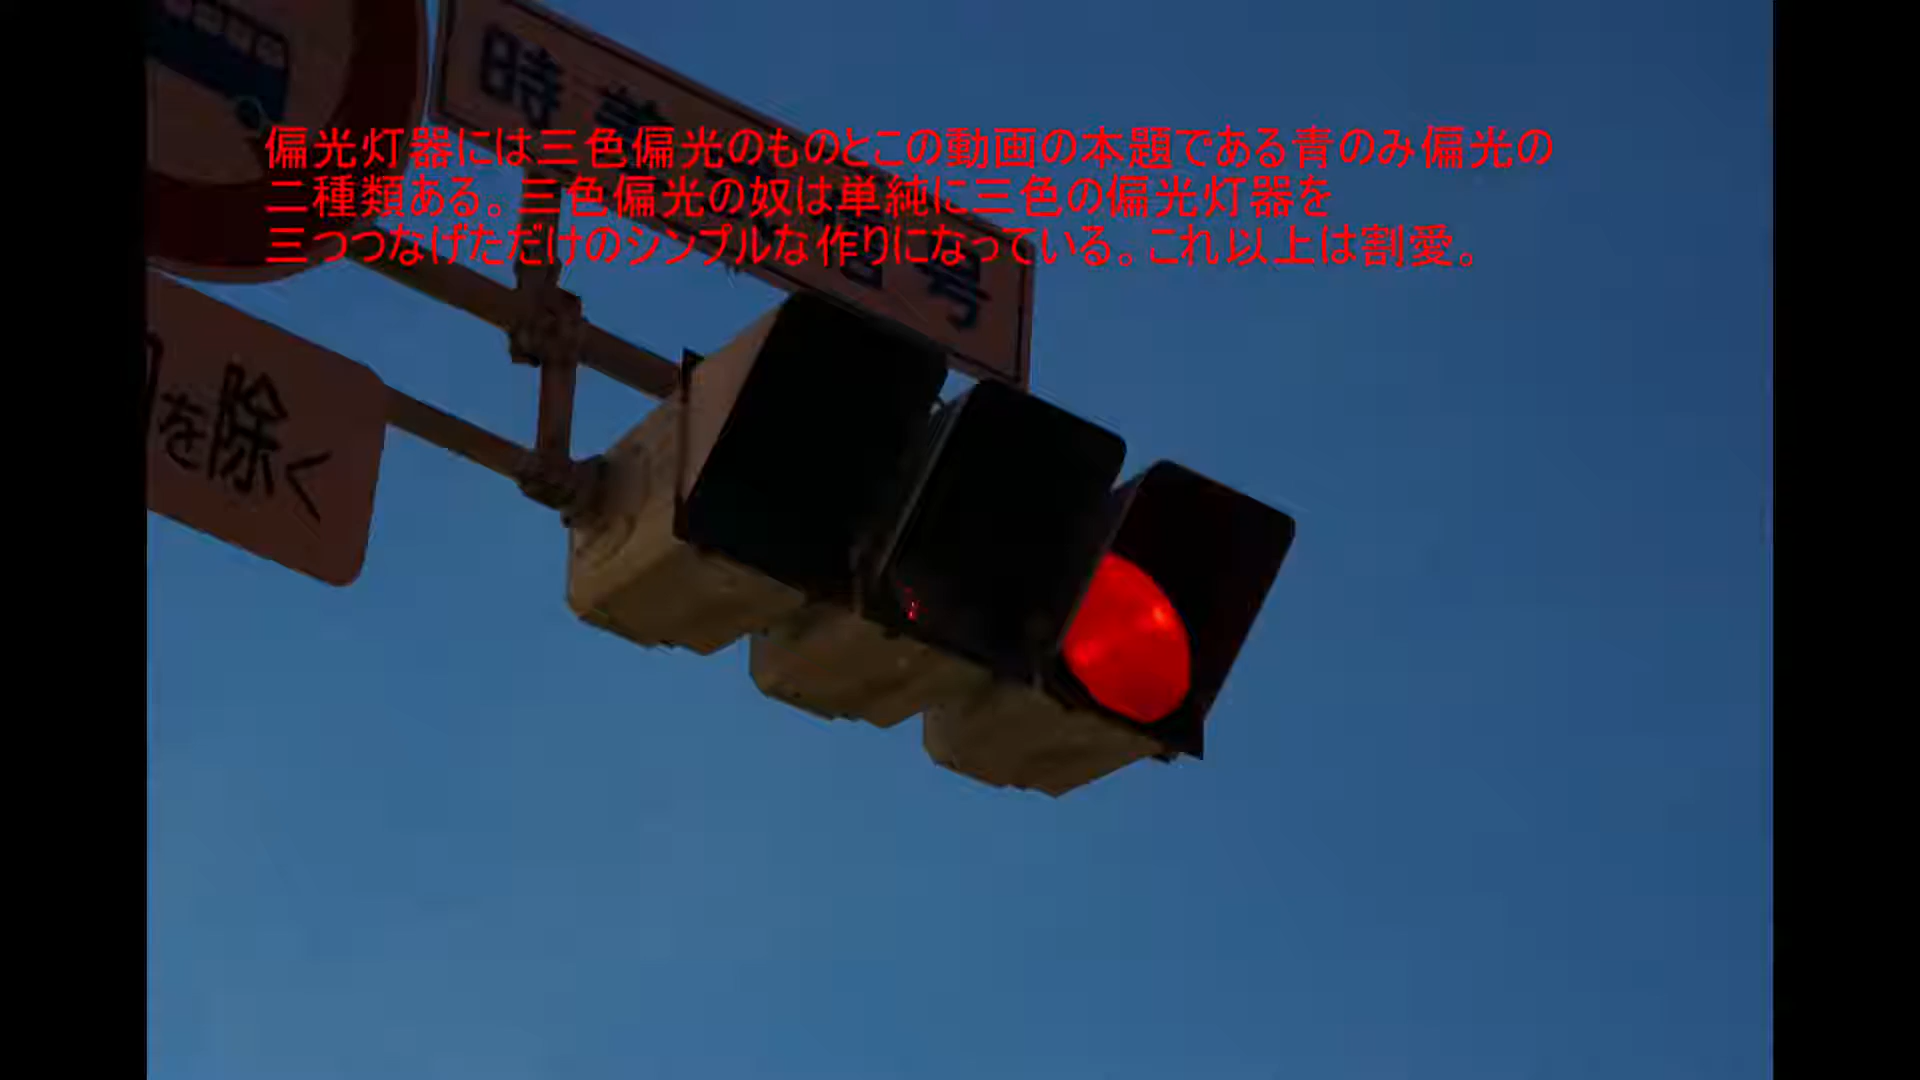 偏光灯器には三色偏光のものとこの動画の本題である青のみ偏光の
二種類ある。三色偏光の奴は単純に三色の偏光灯器を
三つつなげただけのシンプルな作りになっている。これ以上は割愛。
時差
号
を除く